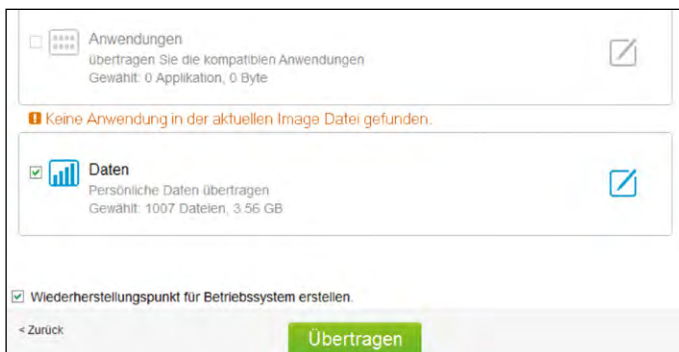 Anwendungen
übertragen Sie die kompatiblen Anwendungen
Gewählt: 0 Applikation, 0 Byte
Keine Anwendung in der aktuellen Image Datei gefunden.
Daten
Persönliche Daten übertragen
Gewählt: 1007 Dateien, 3.56 GB
Wiederherstellungspunkt für Betriebssystem erstellen.
< Zurück
Übertragen